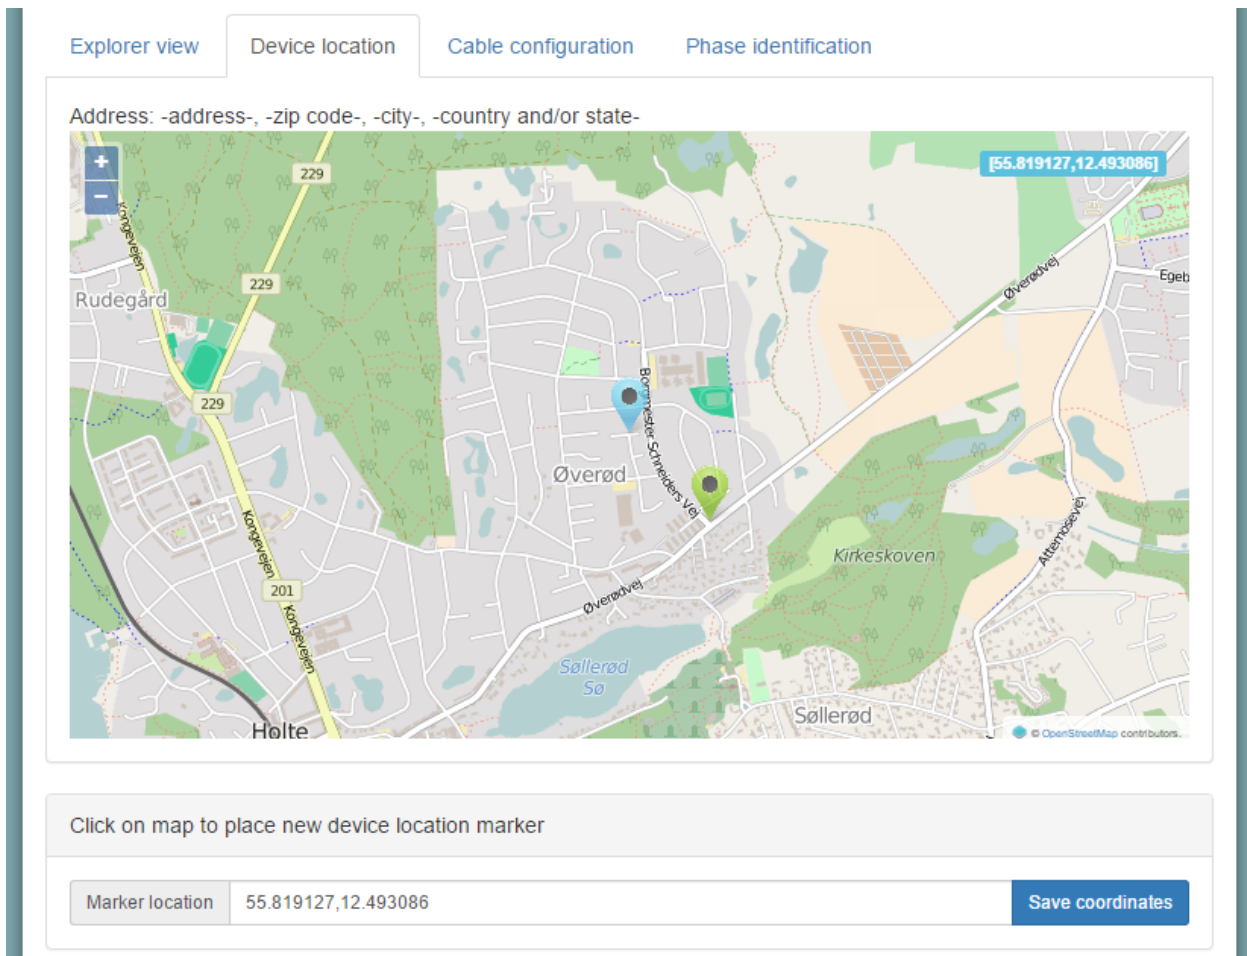 Explorer view
Device location
Cable configuration
Phase identification
Address: -address-, -zip code-, -city-, -country and/or state-
+
−
229
[55.819127,12.493086]
Kongevejen
229
Øverødvej
Egeb
Rudegård
229
Bormmester Schneiders Vej
Øverød
Kongevejen
Kirkeskoven
Attemosevej
201
Øverødvej
Kongevejen
Søllerød
Sø
Søllerød
Holte
© OpenStreetMap contributors.
Click on map to place new device location marker
Marker location
55.819127,12.493086
Save coordinates